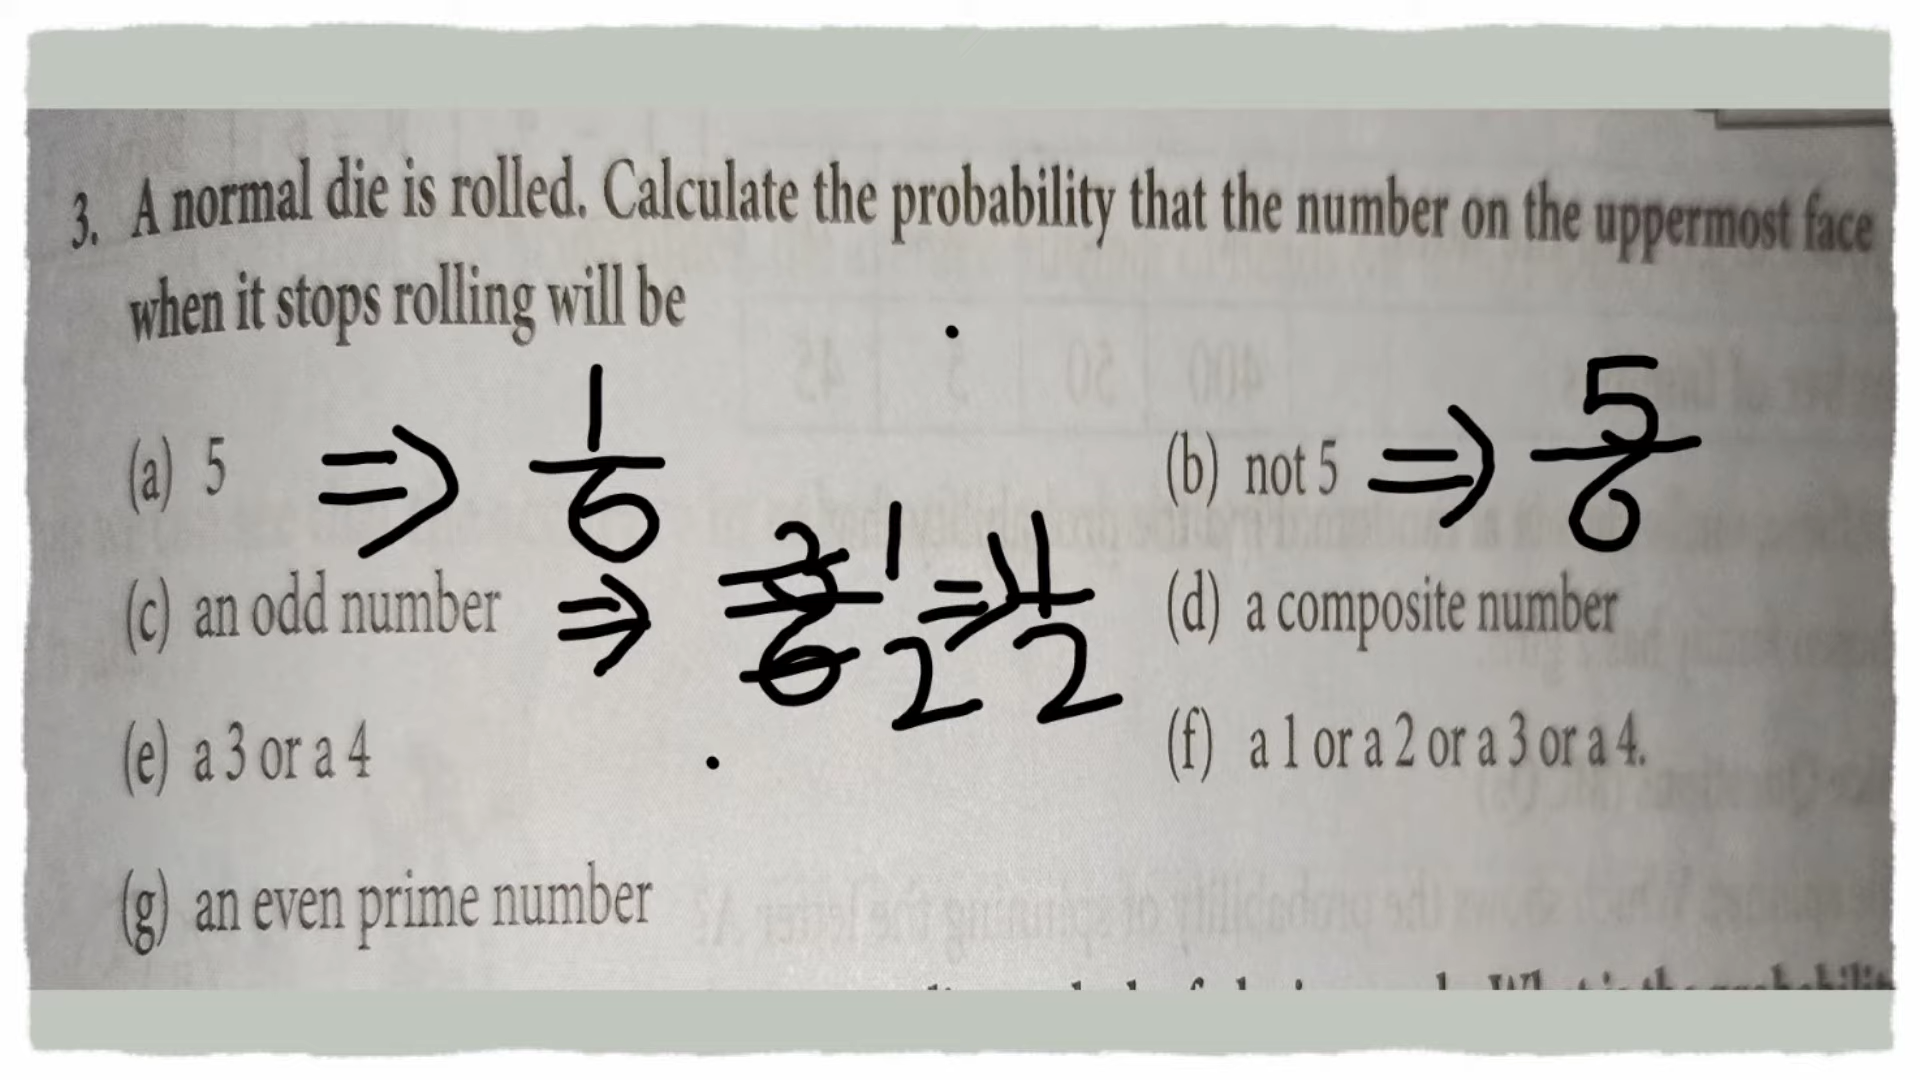 3. A normal die is rolled. Calculate the probability that the number on the uppermost face
when it stops rolling will be
(a) 5 ⇒ 1/6
(b) not 5 ⇒ 5/6
(c) an odd number ⇒ 3/6 1/2 ⇒ 1/2
(d) a composite number
(e) a 3 or a 4
(f) a 1 or a 2 or a 3 or a 4.
(g) an even prime number